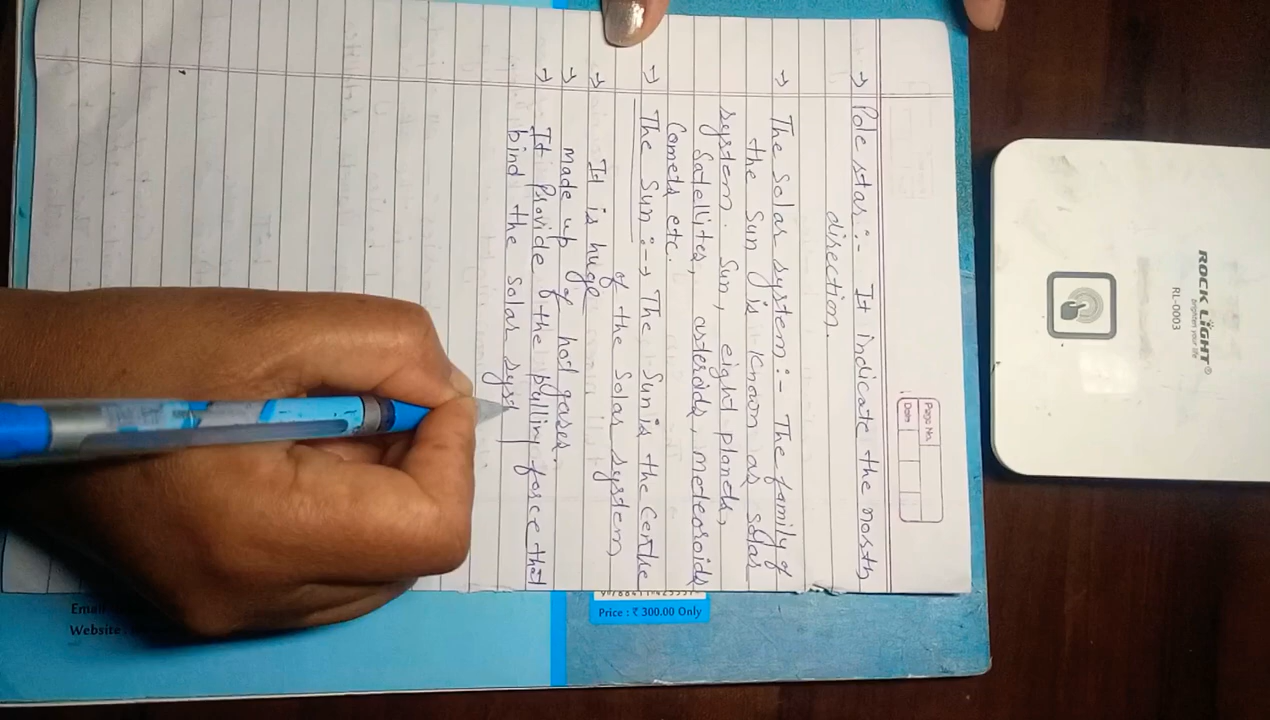 Page No.
Date
→ Pole star :- It indicate the north
direction.
→ The Solar system :- The family of
the Sun is known as solar
system. Sun, eight planets,
Satellites, asteroids, meteoroids
Comets etc.
→ The Sun :-→ The Sun is the Centre
of the Solar system
→ It is huge
→ made up of hot gases.
→ It Provide the pulling force that
bind the Solar syst
ROCK LIGHT®
brighten your life
RL-0003
Price : ₹ 300.00 Only
Email
Website